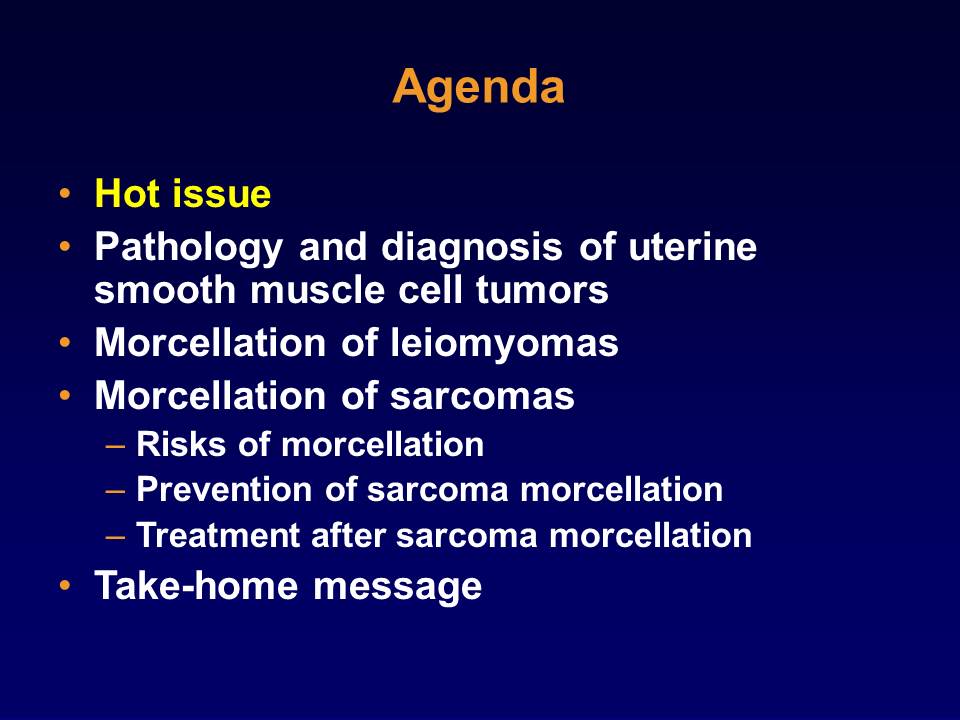 Agenda
• Hot issue
• Pathology and diagnosis of uterine
smooth muscle cell tumors
• Morcellation of leiomyomas
• Morcellation of sarcomas
– Risks of morcellation
– Prevention of sarcoma morcellation
– Treatment after sarcoma morcellation
• Take-home message